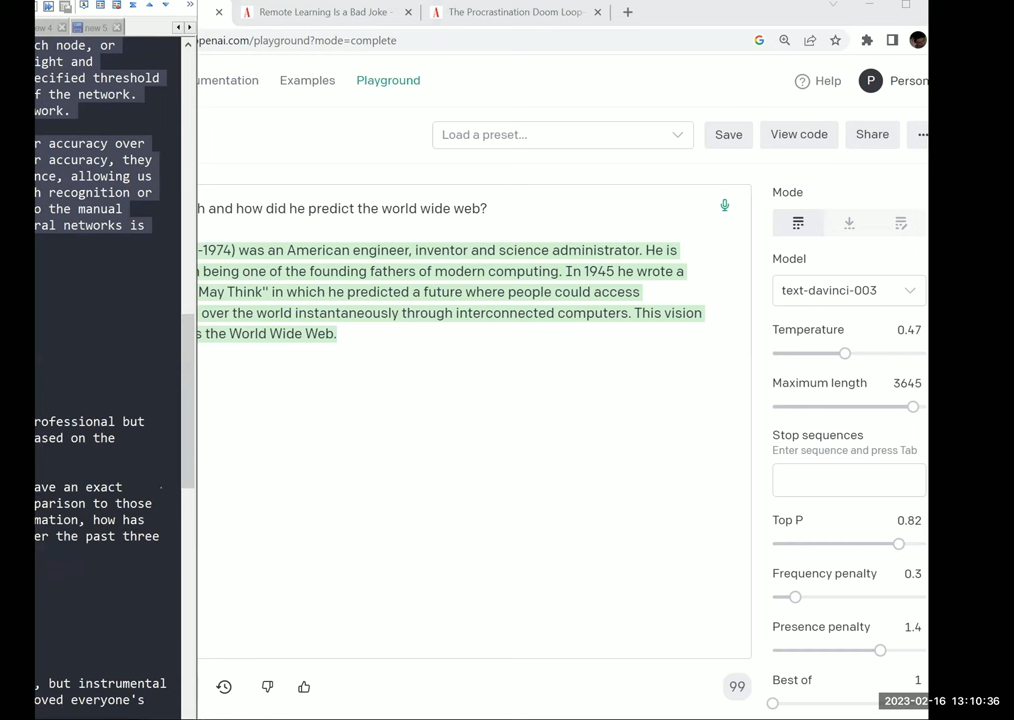 Remote Learning Is a Bad Joke -
The Procrastination Doom Loop-
ew 4
new 5
openai.com/playground?mode=complete
umentation
Examples
Playground
Help
P
Person
Load a preset...
Save
View code
Share
ch node, or
ight and
ecified threshold
f the network.
work.
r accuracy over
r accuracy, they
nce, allowing us
h recognition or
o the manual
ral networks is
rofessional but
ased on the
ave an exact
parison to those
mation, how has
er the past three
, but instrumental
oved everyone's
h and how did he predict the world wide web?
-1974) was an American engineer, inventor and science administrator. He is
n being one of the founding fathers of modern computing. In 1945 he wrote a
May Think" in which he predicted a future where people could access
over the world instantaneously through interconnected computers. This vision
s the World Wide Web.
99
Mode
Model
text-davinci-003
Temperature 0.47
Maximum length 3645
Stop sequences
Enter sequence and press Tab
Top P 0.82
Frequency penalty 0.3
Presence penalty 1.4
Best of 1
2023-02-16 13:10:36